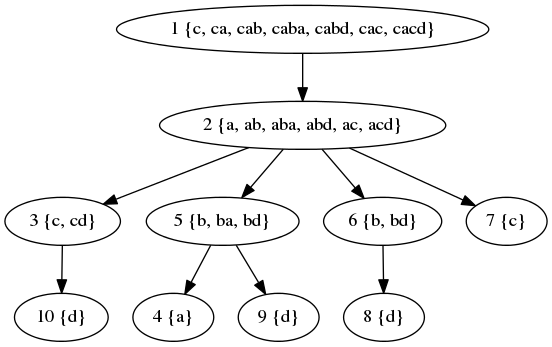 1 {c, ca, cab, caba, cabd, cac, cacd}
2 {a, ab, aba, abd, ac, acd}
3 {c, cd}
5 {b, ba, bd}
6 {b, bd}
7 {c}
10 {d}
4 {a}
9 {d}
8 {d}